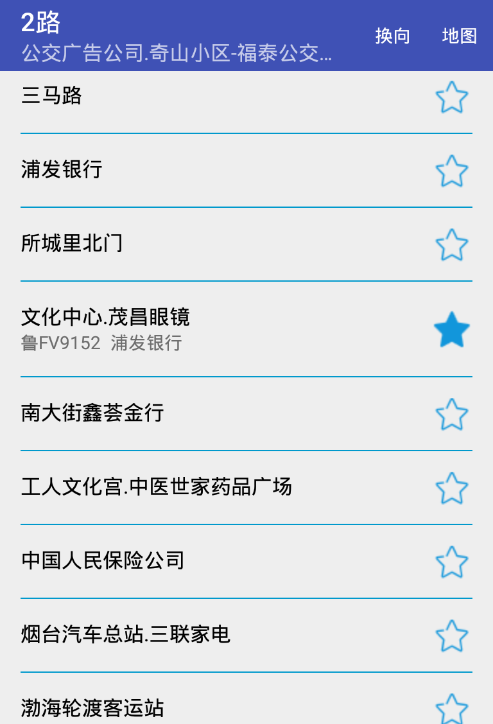 2路
换向
地图
公交广告公司.奇山小区-福泰公交...
三马路
浦发银行
所城里北门
文化中心.茂昌眼镜
鲁FV9152 浦发银行
南大街鑫荟金行
工人文化宫.中医世家药品广场
中国人民保险公司
烟台汽车总站.三联家电
渤海轮渡客运站